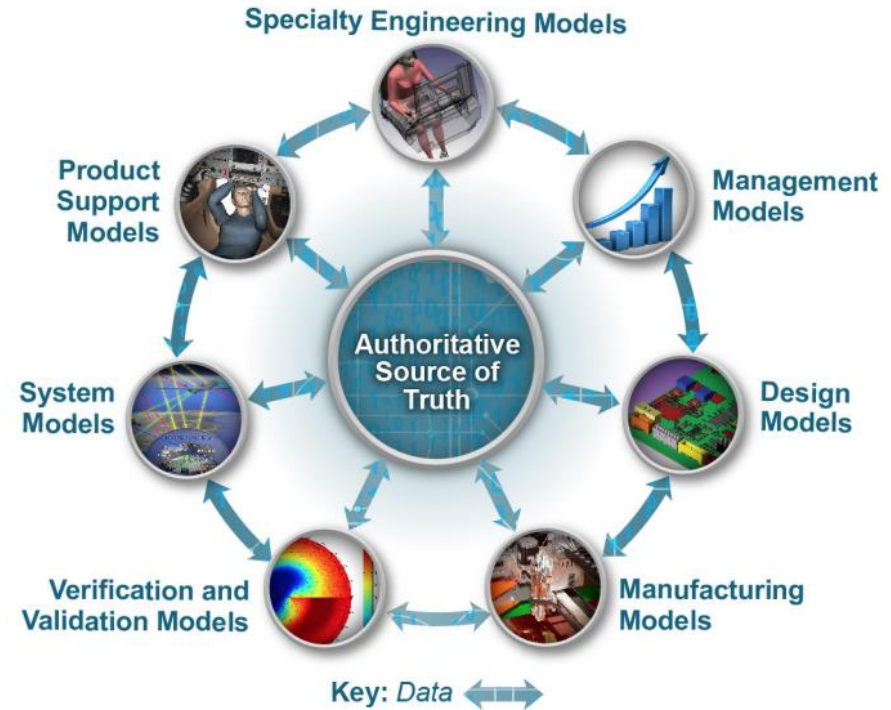 Specialty Engineering Models
Product
Support
Models
Management
Models
Authoritative
Source of
Truth
System
Models
Design
Models
Verification and
Validation Models
Manufacturing
Models
Key: Data